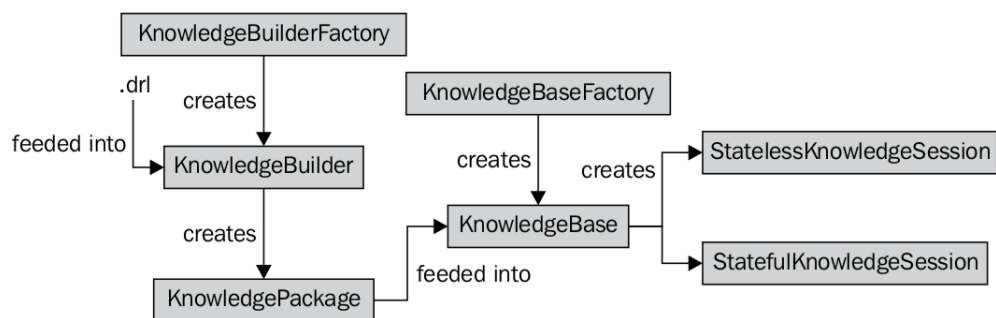 KnowledgeBuilderFactory
.drl
creates
KnowledgeBaseFactory
feeded into
KnowledgeBuilder
creates
creates
StatelessKnowledgeSession
creates
KnowledgeBase
feeded into
StatefulKnowledgeSession
KnowledgePackage